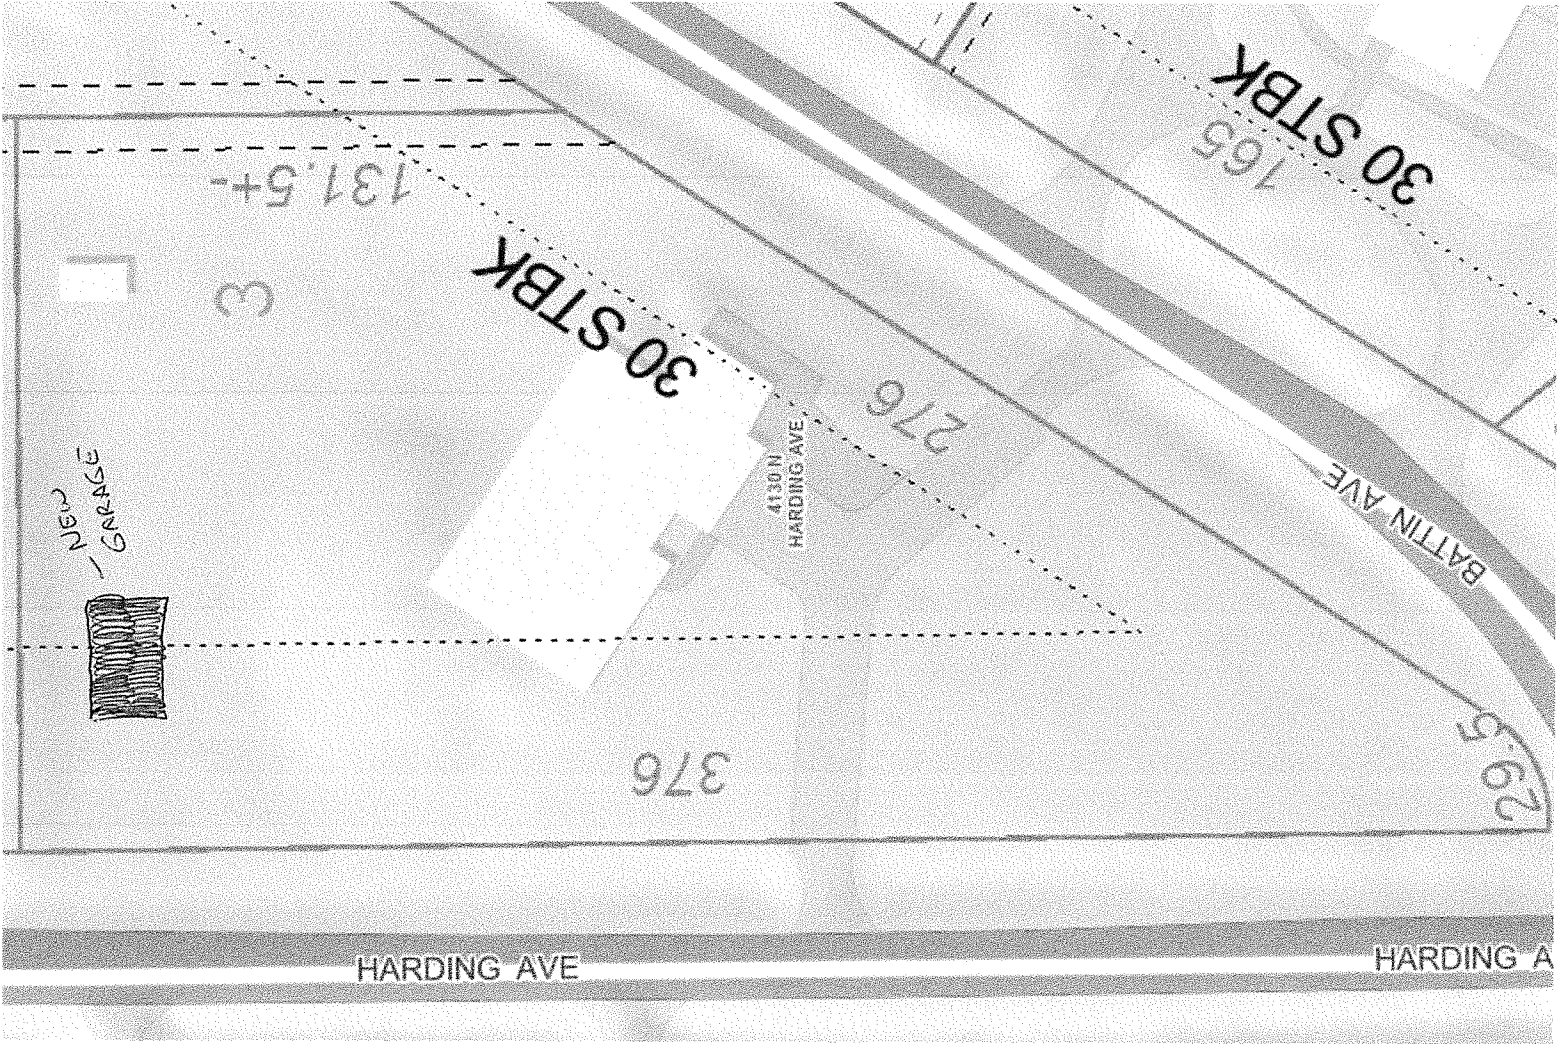 30 STBK
165
131.5+-
3
30 STBK
276
4130 N
HARDING AVE
NEW
GARAGE
BATTIN AVE
29.5
376
HARDING AVE
HARDING A